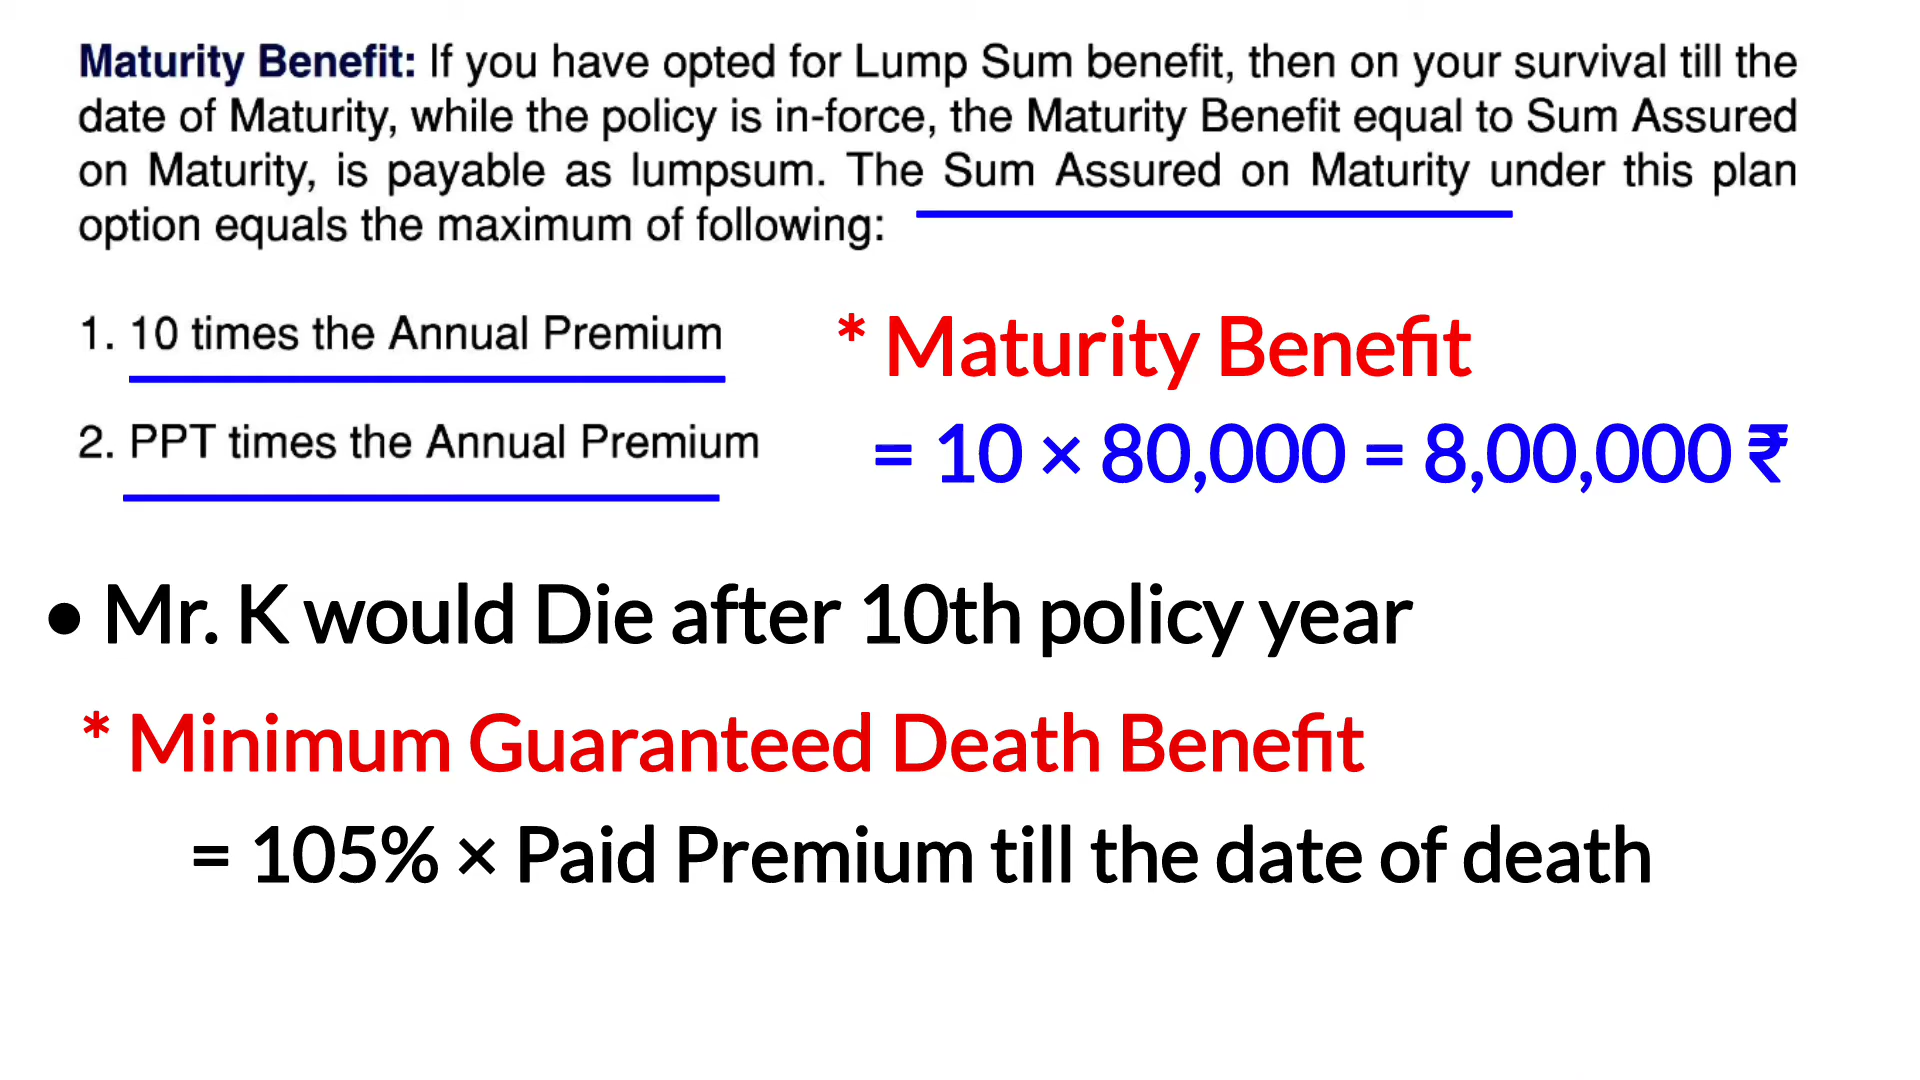 Maturity Benefit: If you have opted for Lump Sum benefit, then on your survival till the
date of Maturity, while the policy is in-force, the Maturity Benefit equal to Sum Assured
on Maturity, is payable as lumpsum. The Sum Assured on Maturity under this plan
option equals the maximum of following:
1. 10 times the Annual Premium
2. PPT times the Annual Premium
* Maturity Benefit
= 10 × 80,000 = 8,00,000 ₹
• Mr. K would Die after 10th policy year
* Minimum Guaranteed Death Benefit
= 105% × Paid Premium till the date of death